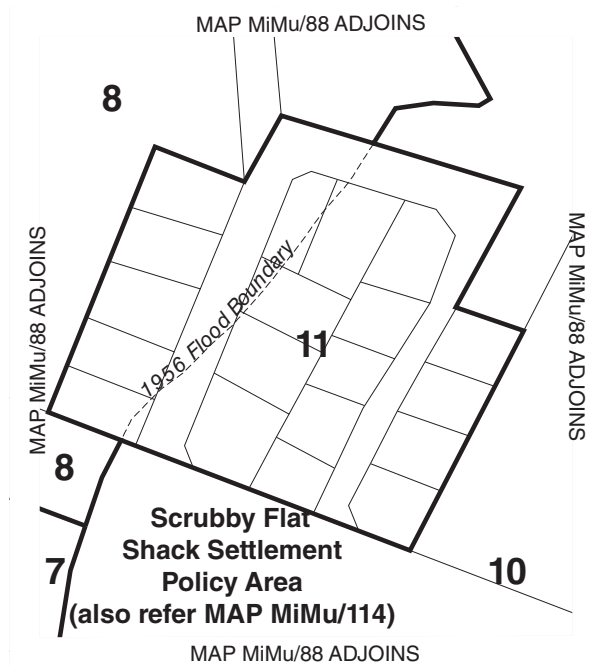 MAP MiMu/88 ADJOINS
8
MAP MiMu/88 ADJOINS
MAP MiMu/88 ADJOINS
1956 Flood Boundary
11
8
Scrubby Flat
Shack Settlement
Policy Area
(also refer MAP MiMu/114)
7
10
MAP MiMu/88 ADJOINS